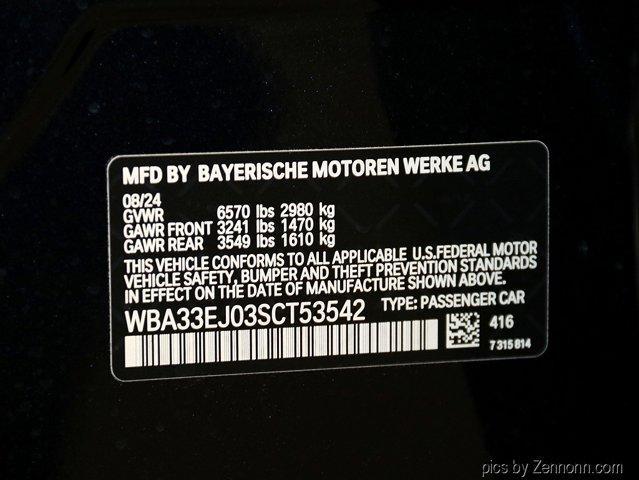 MFD BY BAYERISCHE MOTOREN WERKE AG
08/24
GVWR 6570 lbs 2980 kg
GAWR FRONT 3241 lbs 1470 kg
GAWR REAR 3549 lbs 1610 kg
THIS VEHICLE CONFORMS TO ALL APPLICABLE U.S.FEDERAL MOTOR
VEHICLE SAFETY, BUMPER AND THEFT PREVENTION STANDARDS
IN EFFECT ON THE DATE OF MANUFACTURE SHOWN ABOVE.
WBA33EJ03SCT53542 TYPE: PASSENGER CAR
416
7315814
pics by Zennonn.com